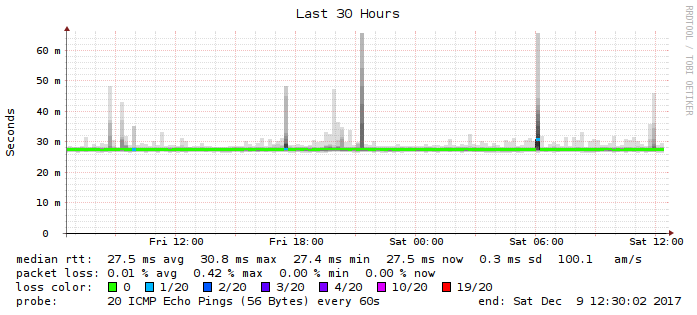 Last 30 Hours
RRDTOOL / TOBI OETIKER
Seconds
60 m
50 m
40 m
30 m
20 m
10 m
0
Fri 12:00 Fri 18:00 Sat 00:00 Sat 06:00 Sat 12:00
median rtt: 27.5 ms avg 30.8 ms max 27.4 ms min 27.5 ms now 0.3 ms sd 100.1 am/s
packet loss: 0.01 % avg 0.42 % max 0.00 % min 0.00 % now
loss color: 0 1/20 2/20 3/20 4/20 10/20 19/20
probe: 20 ICMP Echo Pings (56 Bytes) every 60s end: Sat Dec 9 12:30:02 2017